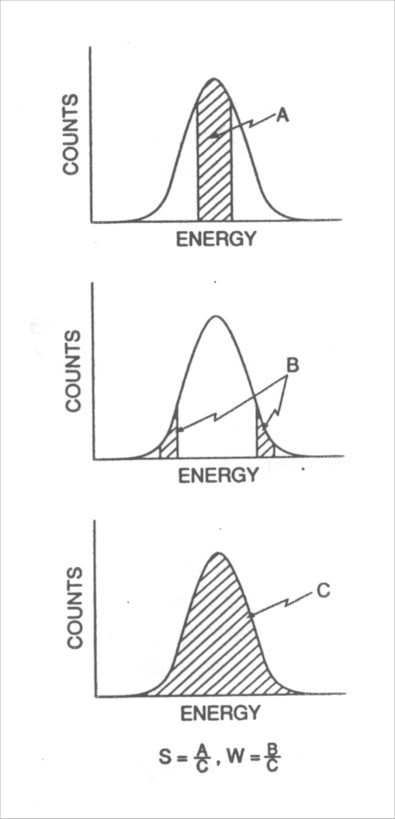 COUNTS
A
ENERGY
COUNTS
B
ENERGY
COUNTS
C
ENERGY
S = A/C , W = B/C